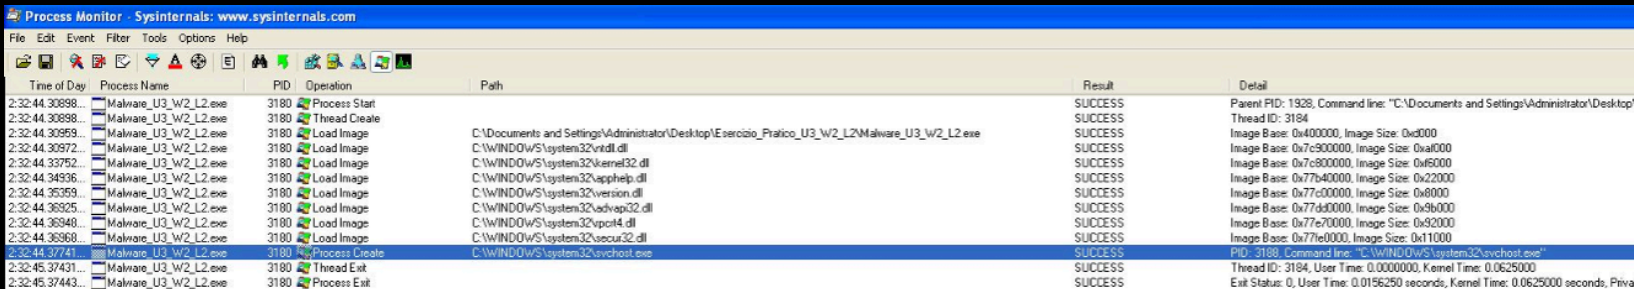 Process Monitor - Sysinternals: www.sysinternals.com
File Edit Event Filter Tools Options Help
Time of Day Process Name PID Operation Path Result Detail
2:32:44.30898... Malware_U3_W2_L2.exe 3180 Process Start SUCCESS Parent PID: 1928, Command line: "C:\Documents and Settings\Administrator\Desktop\
2:32:44.30898... Malware_U3_W2_L2.exe 3180 Thread Create SUCCESS Thread ID: 3184
2:32:44.30959... Malware_U3_W2_L2.exe 3180 Load Image C:\Documents and Settings\Administrator\Desktop\Esercizio_Pratico_U3_W2_L2\Malware_U3_W2_L2.exe SUCCESS Image Base: 0x400000, Image Size: 0xd000
2:32:44.30972... Malware_U3_W2_L2.exe 3180 Load Image C:\WINDOWS\system32\ntdll.dll SUCCESS Image Base: 0x7c900000, Image Size: 0xaf000
2:32:44.33752... Malware_U3_W2_L2.exe 3180 Load Image C:\WINDOWS\system32\kernel32.dll SUCCESS Image Base: 0x7c800000, Image Size: 0xf6000
2:32:44.34936... Malware_U3_W2_L2.exe 3180 Load Image C:\WINDOWS\system32\apphelp.dll SUCCESS Image Base: 0x77b40000, Image Size: 0x22000
2:32:44.35359... Malware_U3_W2_L2.exe 3180 Load Image C:\WINDOWS\system32\version.dll SUCCESS Image Base: 0x77c00000, Image Size: 0x8000
2:32:44.36925... Malware_U3_W2_L2.exe 3180 Load Image C:\WINDOWS\system32\advapi32.dll SUCCESS Image Base: 0x77dd0000, Image Size: 0x9b000
2:32:44.36948... Malware_U3_W2_L2.exe 3180 Load Image C:\WINDOWS\system32\rpcrt4.dll SUCCESS Image Base: 0x77e70000, Image Size: 0x92000
2:32:44.36968... Malware_U3_W2_L2.exe 3180 Load Image C:\WINDOWS\system32\secur32.dll SUCCESS Image Base: 0x77fe0000, Image Size: 0x11000
2:32:44.37741... Malware_U3_W2_L2.exe 3180 Process Create C:\WINDOWS\system32\svchost.exe SUCCESS PID: 3188, Command line: "C:\WINDOWS\system32\svchost.exe"
2:32:45.37431... Malware_U3_W2_L2.exe 3180 Thread Exit SUCCESS Thread ID: 3184, User Time: 0.0000000, Kernel Time: 0.0625000
2:32:45.37443... Malware_U3_W2_L2.exe 3180 Process Exit SUCCESS Exit Status: 0, User Time: 0.0156250 seconds, Kernel Time: 0.0625000 seconds, Priva